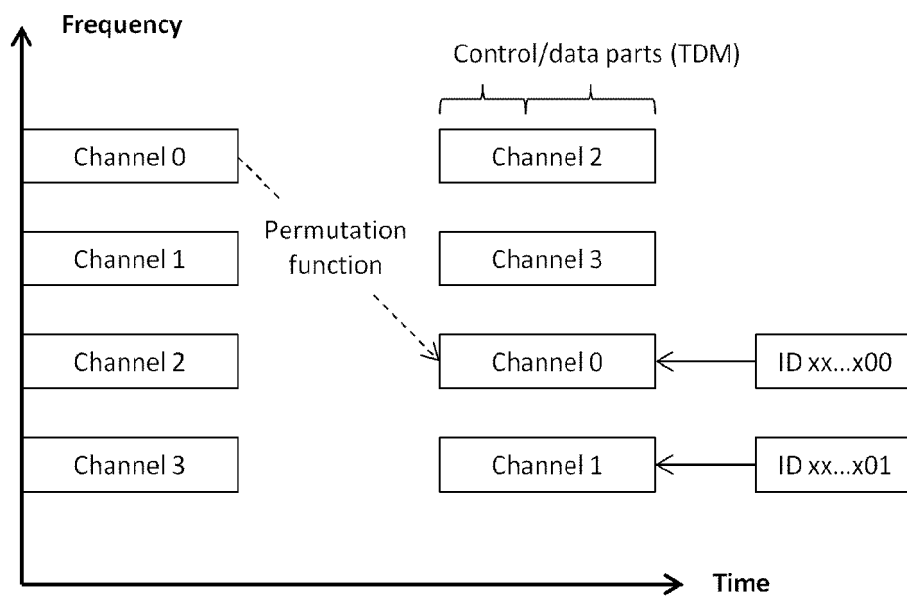 Frequency
Control/data parts (TDM)
Channel 0
Channel 2
Permutation
function
Channel 1
Channel 3
Channel 2
Channel 0
ID xx...x00
Channel 3
Channel 1
ID xx...x01
Time